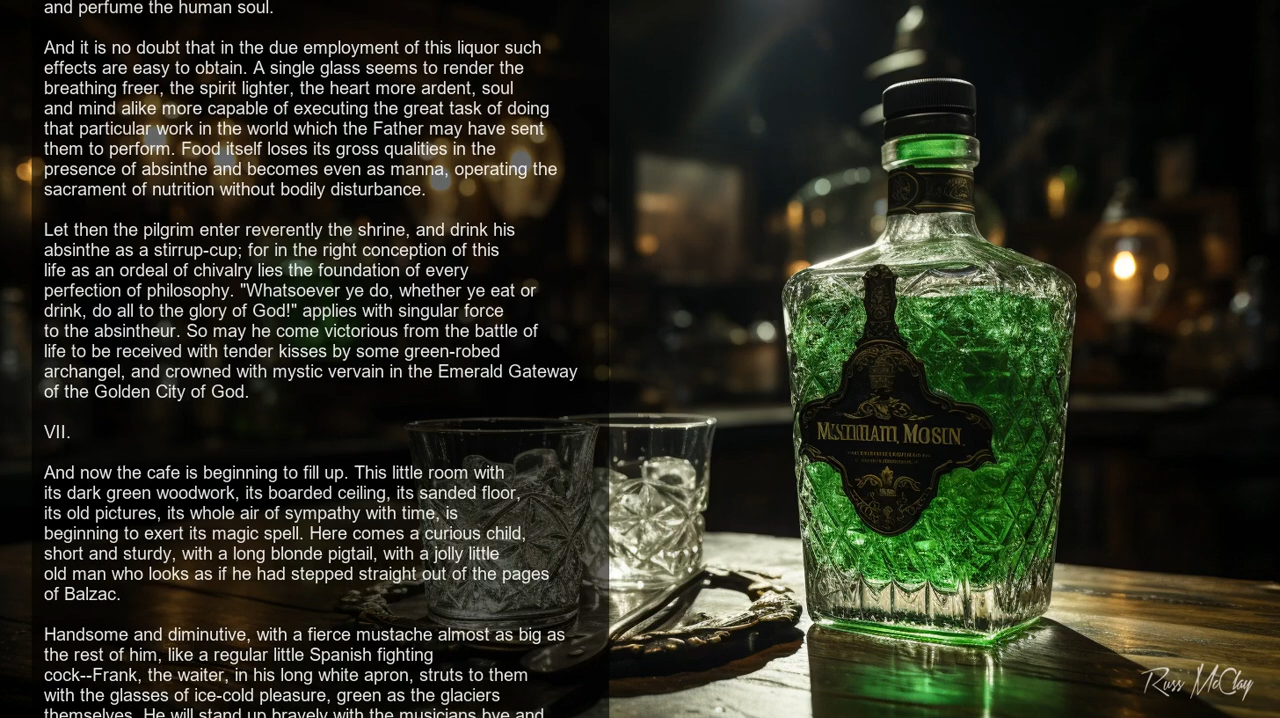 and perfume the human soul.
And it is no doubt that in the due employment of this liquor such
effects are easy to obtain. A single glass seems to render the
breathing freer, the spirit lighter, the heart more ardent, soul
and mind alike more capable of executing the great task of doing
that particular work in the world which the Father may have sent
them to perform. Food itself loses its gross qualities in the
presence of absinthe and becomes even as manna, operating the
sacrament of nutrition without bodily disturbance.
Let then the pilgrim enter reverently the shrine, and drink his
absinthe as a stirrup-cup; for in the right conception of this
life as an ordeal of chivalry lies the foundation of every
perfection of philosophy. "Whatsoever ye do, whether ye eat or
drink, do all to the glory of God!" applies with singular force
to the absintheur. So may he come victorious from the battle of
life to be received with tender kisses by some green-robed
archangel, and crowned with mystic vervain in the Emerald Gateway
of the Golden City of God.
VII.
And now the cafe is beginning to fill up. This little room with
its dark green woodwork, its boarded ceiling, its sanded floor,
its old pictures, its whole air of sympathy with time, is
beginning to exert its magic spell. Here comes a curious child,
short and sturdy, with a long blonde pigtail, with a jolly little
old man who looks as if he had stepped straight out of the pages
of Balzac.
Handsome and diminutive, with a fierce mustache almost as big as
the rest of him, like a regular little Spanish fighting
cock--Frank, the waiter, in his long white apron, struts to them
with the glasses of ice-cold pleasure, green as the glaciers
themselves. He will stand up bravely with the musicians bye and
Russ McClay